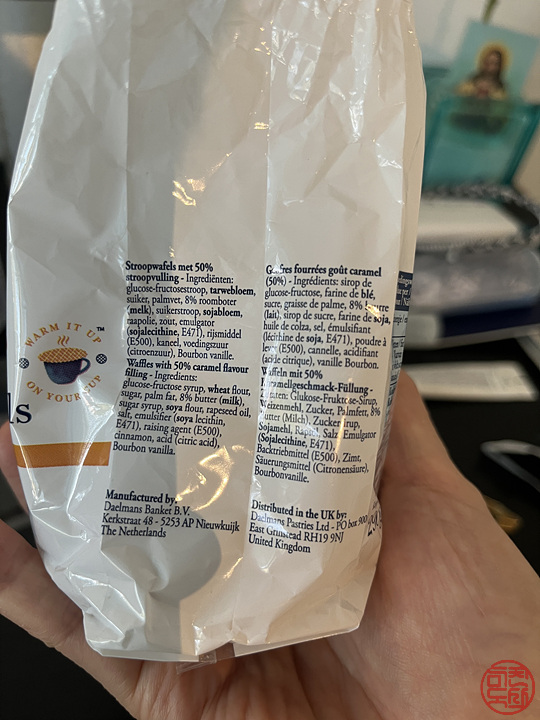 WARM IT UP
ON YOUR CUP
TM
ls
Stroopwafels met 50%
stroopvulling - Ingrediënten:
glucose-fructosestroop, tarwebloem,
suiker, palmvet, 8% roomboter
(melk), suikerstroop, sojabloem,
raapolie, zout, emulgator
(sojalecithine, E471), rijsmiddel
(E500), kaneel, voedingszuur
(citroenzuur), Bourbon vanille.
Waffles with 50% caramel flavour
filling - Ingredients:
glucose-fructose syrup, wheat flour,
sugar, palm fat, 8% butter (milk),
sugar syrup, soya flour, rapeseed oil,
salt, emulsifier (soya lecithin,
E471), raising agent (E500),
cinnamon, acid (citric acid),
Bourbon vanilla.
Manufactured by:
Daelmans Banket B.V.
Kerkstraat 48 - 5253 AP Nieuwkuijk
The Netherlands
fourrées goût caramel
(50%) - Ingrédients: sirop de
glucose-fructose, farine de blé,
sucre, graisse de palme, 8%
(lait), sirop de sucre, farine de soja,
huile de colza, sel, émulsifiant
(lécithine de soja, E471), poudre à
(E500), cannelle, acidifiant
(acide citrique), vanille Bourbon.
Waffeln mit 50%
Karamellgeschmack-Füllung -
Glukose-Fruktose-Sirup,
Weizenmehl, Zucker, Palmfett, 8%
(Milch), Zucker
Sojamehl, Salz, Emulgator
(Sojalecithine, E471),
Backtriebmittel (E500), Zimt,
Säuerungsmittel (Citronensäure),
Bourbonvanille.
Distributed in the UK by:
Daelmans Pastries Ltd - PO box 900
East Grinstead RH19 9NJ
United Kingdom